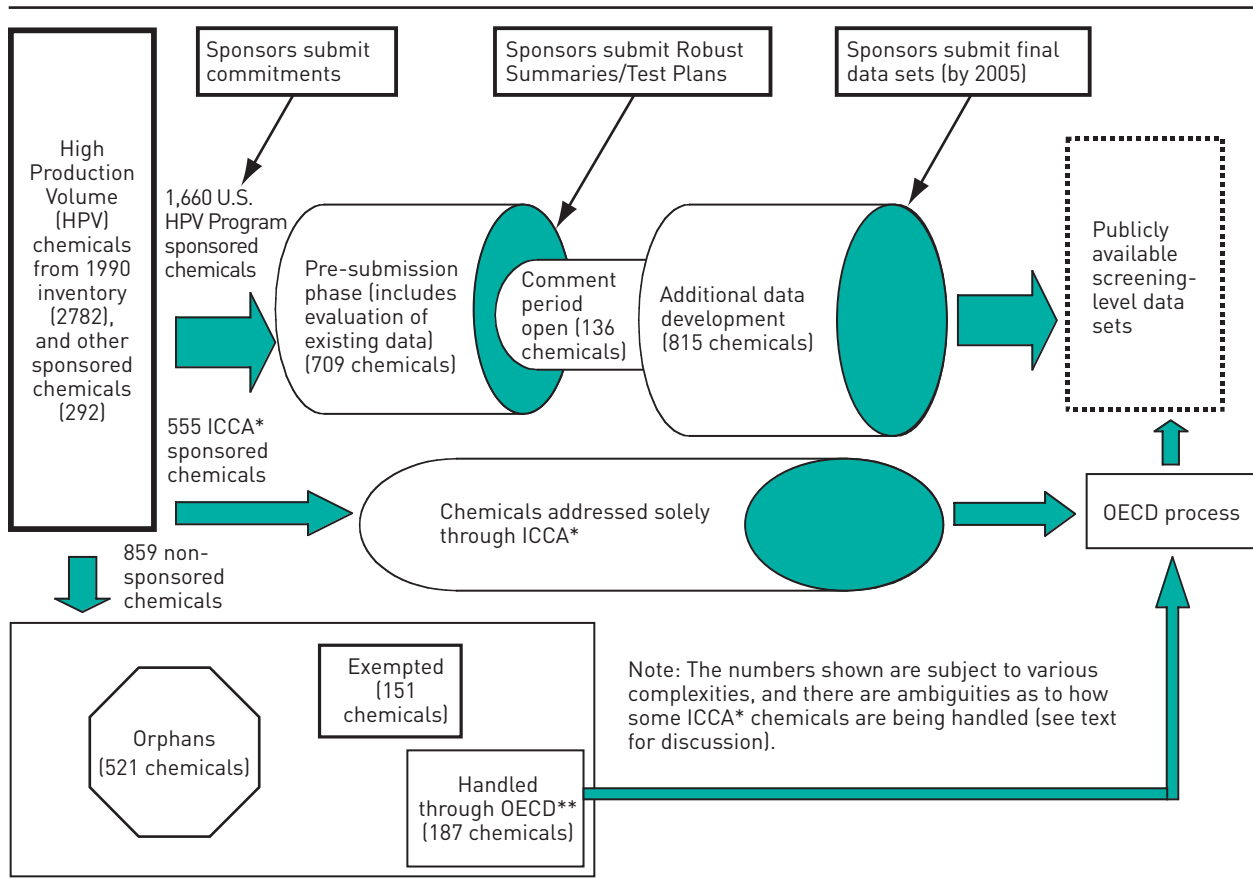 Sponsors submit
commitments
Sponsors submit Robust
Summaries/Test Plans
Sponsors submit final
data sets (by 2005)
High
Production
Volume
(HPV)
chemicals
from 1990
inventory
(2782),
and other
sponsored
chemicals
(292)
1,660 U.S.
HPV Program
sponsored
chemicals
Pre-submission
phase (includes
evaluation of
existing data)
(709 chemicals)
Comment
period
open (136
chemicals)
Additional data
development
(815 chemicals)
Publicly
available
screening-
level data
sets
555 ICCA*
sponsored
chemicals
Chemicals addressed solely
through ICCA*
OECD process
859 non-
sponsored
chemicals
Orphans
(521 chemicals)
Exempted
(151
chemicals)
Handled
through OECD**
(187 chemicals)
Note: The numbers shown are subject to various
complexities, and there are ambiguities as to how
some ICCA* chemicals are being handled (see text
for discussion).